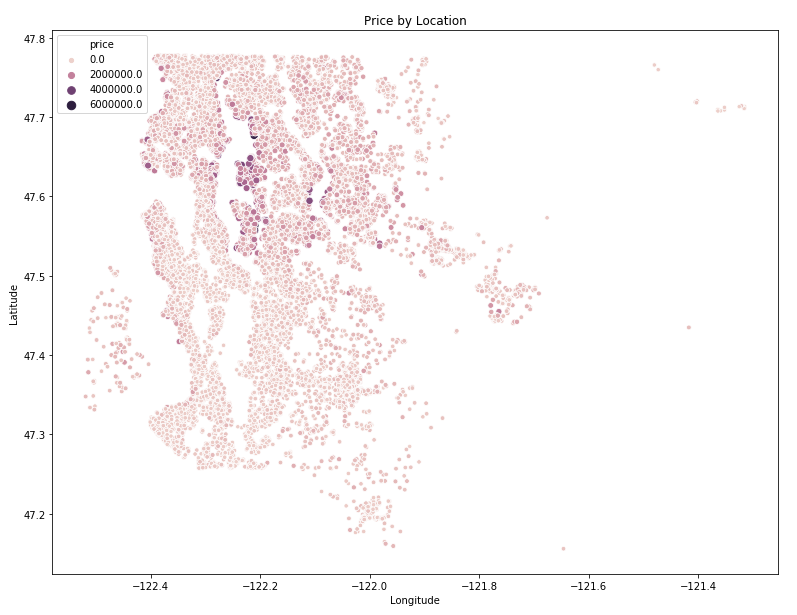 Price by Location
price
0.0
2000000.0
4000000.0
6000000.0
47.8
47.7
47.6
47.5
47.4
47.3
47.2
Latitude
−122.4 −122.2 −122.0 −121.8 −121.6 −121.4
Longitude